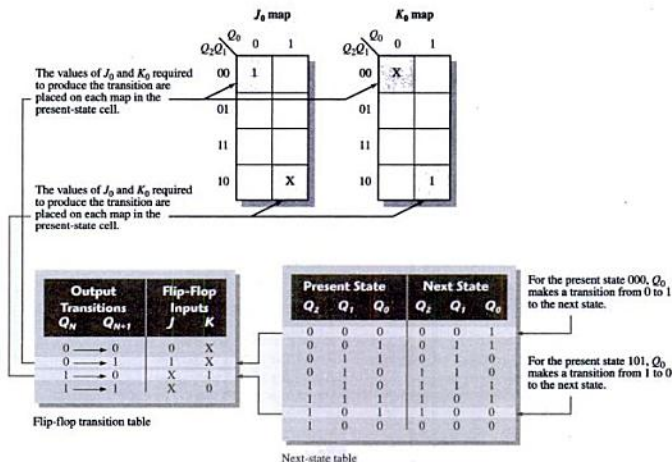 J0 map
K0 map
Q0
Q2Q1
0 1
Q0
Q2Q1
0 1
The values of J0 and K0 required
to produce the transition are
placed on each map in the
present-state cell.
00 1
00 X
01
01
11
11
10 X
10 1
The values of J0 and K0 required
to produce the transition are
placed on each map in the
present-state cell.
Output Transitions Flip-Flop Inputs
QN QN+1 J K
0 → 0 0 X
0 → 1 1 X
1 → 0 X 1
1 → 1 X 0
Flip-flop transition table
Present State Next State
Q2 Q1 Q0 Q2 Q1 Q0
0 0 0 0 0 1
0 0 1 0 1 1
0 1 1 0 1 0
0 1 0 1 1 0
1 1 0 1 1 1
1 1 1 1 0 1
1 0 1 1 0 0
1 0 0 0 0 0
Next-state table
For the present state 000, Q0
makes a transition from 0 to 1
to the next state.
For the present state 101, Q0
makes a transition from 1 to 0
to the next state.